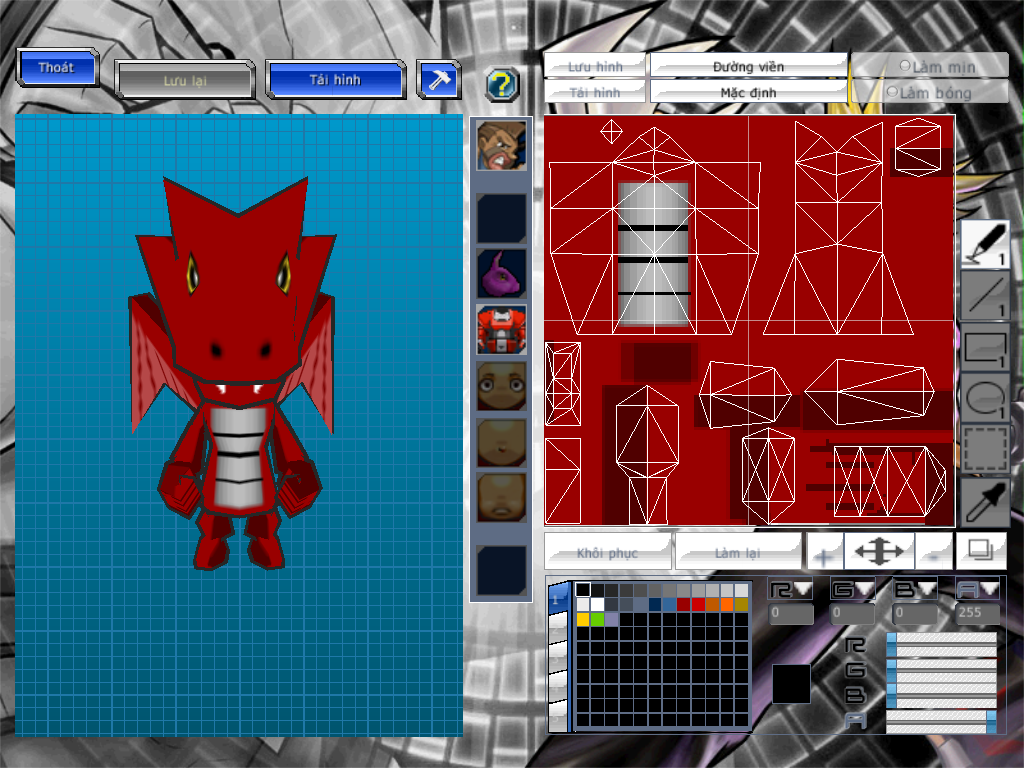 Thoát
Lưu lại
Tải hình
?
Lưu hình
Đường viền
Làm mịn
Tải hình
Mặc định
Làm bóng
1
1
1
1
Khôi phục
Làm lại
+
-
1
R
G
B
A
0
0
0
255
R
G
B
A